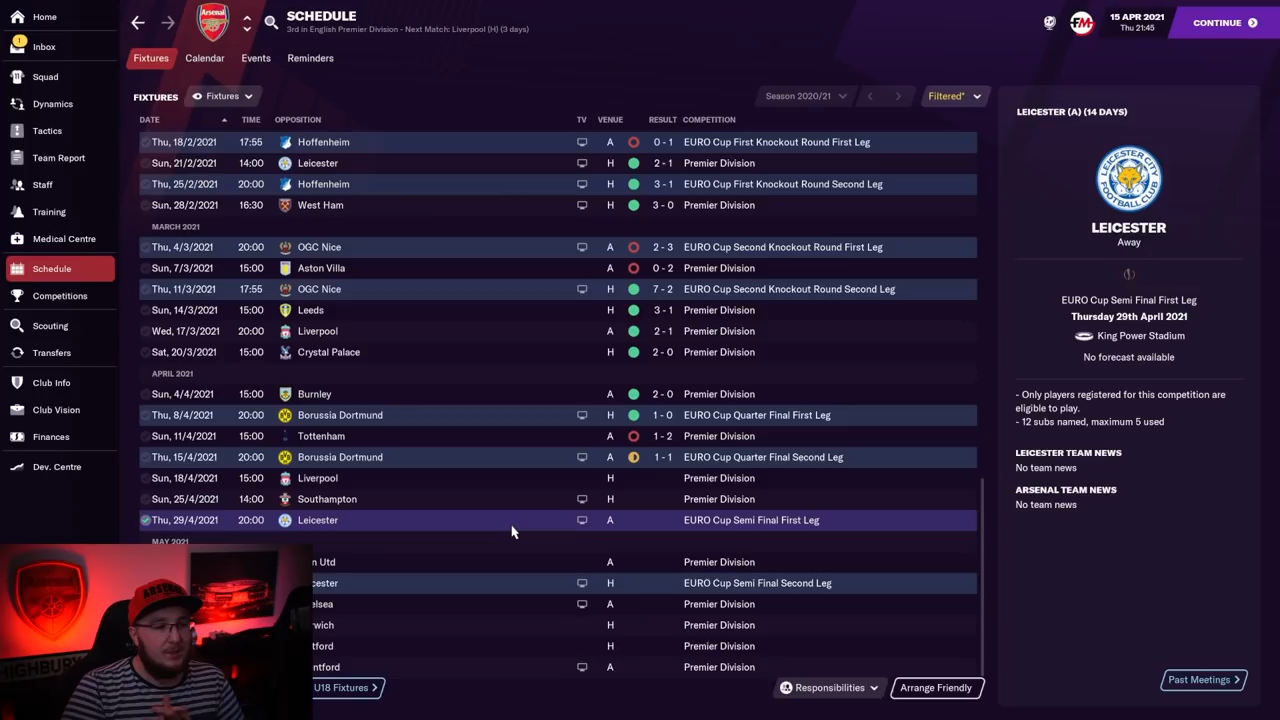 Home
Arsenal
SCHEDULE
3rd in English Premier Division - Next Match: Liverpool (H) (3 days)
FM
15 APR 2021
Thu 21:45
CONTINUE
1
Inbox
Squad
Dynamics
Tactics
Team Report
Staff
Training
Medical Centre
Schedule
Competitions
Scouting
Transfers
Club Info
Club Vision
Finances
Dev. Centre
Fixtures Calendar Events Reminders
FIXTURES Fixtures Season 2020/21 Filtered*
DATE TIME OPPOSITION TV VENUE RESULT COMPETITION
Thu, 18/2/2021 17:55 Hoffenheim A 0 - 1 EURO Cup First Knockout Round First Leg
Sun, 21/2/2021 14:00 Leicester H 2 - 1 Premier Division
Thu, 25/2/2021 20:00 Hoffenheim H 3 - 1 EURO Cup First Knockout Round Second Leg
Sun, 28/2/2021 16:30 West Ham H 3 - 0 Premier Division
MARCH 2021
Thu, 4/3/2021 20:00 OGC Nice A 2 - 3 EURO Cup Second Knockout Round First Leg
Sun, 7/3/2021 15:00 Aston Villa A 0 - 2 Premier Division
Thu, 11/3/2021 17:55 OGC Nice H 7 - 2 EURO Cup Second Knockout Round Second Leg
Sun, 14/3/2021 15:00 Leeds H 3 - 1 Premier Division
Wed, 17/3/2021 20:00 Liverpool A 2 - 1 Premier Division
Sat, 20/3/2021 15:00 Crystal Palace H 2 - 0 Premier Division
APRIL 2021
Sun, 4/4/2021 15:00 Burnley A 2 - 0 Premier Division
Thu, 8/4/2021 20:00 Borussia Dortmund H 1 - 0 EURO Cup Quarter Final First Leg
Sun, 11/4/2021 15:00 Tottenham A 1 - 2 Premier Division
Thu, 15/4/2021 20:00 Borussia Dortmund A 1 - 1 EURO Cup Quarter Final Second Leg
Sun, 18/4/2021 15:00 Liverpool H Premier Division
Sun, 25/4/2021 14:00 Southampton H Premier Division
Thu, 29/4/2021 20:00 Leicester A EURO Cup Semi Final First Leg
MAY 2021
n Utd A Premier Division
cester H EURO Cup Semi Final Second Leg
elsea A Premier Division
rwich H Premier Division
tford H Premier Division
ntford A Premier Division
U18 Fixtures
Responsibilities
Arrange Friendly
LEICESTER (A) (14 DAYS)
LEICESTER CITY
FOOTBALL CLUB
LEICESTER
Away
EURO Cup Semi Final First Leg
Thursday 29th April 2021
King Power Stadium
No forecast available
- Only players registered for this competition are
eligible to play.
- 12 subs named, maximum 5 used
LEICESTER TEAM NEWS
No team news
ARSENAL TEAM NEWS
No team news
Past Meetings
Arsenal
ARSENAL
HIGHBURY